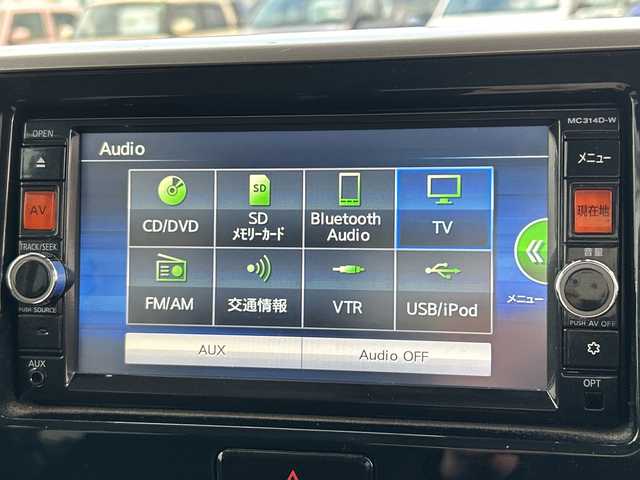 MC314D-W
OPEN
AV
TRACK/SEEK
PUSH SOURCE
AUX
Audio
CD/DVD
SD
メモリーカード
Bluetooth
Audio
TV
FM/AM
交通情報
VTR
USB/iPod
AUX
Audio OFF
メニュー
メニュー
現在地
音量
PUSH AV OFF
OPT